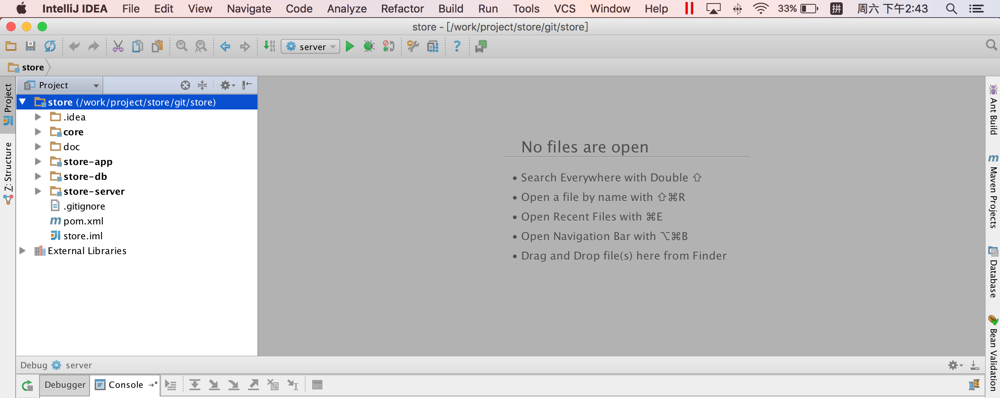 IntelliJ IDEA File Edit View Navigate Code Analyze Refactor Build Run Tools VCS Window Help 33% 拼 周六 下午2:43
store - [/work/project/store/git/store]
server
store
Project
Project
Z: Structure
store (/work/project/store/git/store)
.idea
core
doc
store-app
store-db
store-server
.gitignore
pom.xml
store.iml
External Libraries
No files are open
• Search Everywhere with Double ⇧
• Open a file by name with ⇧⌘R
• Open Recent Files with ⌘E
• Open Navigation Bar with ⌥⌘B
• Drag and Drop file(s) here from Finder
Ant Build
Maven Projects
Database
Bean Validation
Debug server
Debugger Console